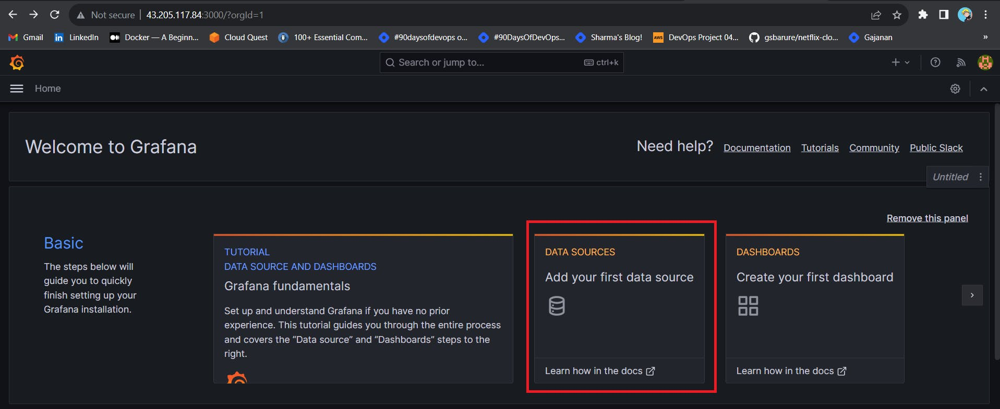 Not secure 43.205.117.84:3000/?orgId=1
Gmail LinkedIn Docker — A Beginn... Cloud Quest 100+ Essential Com... #90daysofdevops o... #90DaysOfDevOps... Sharma's Blog! aws DevOps Project 04... gsbarure/netflix-clo... Gajanan »
Search or jump to... ctrl+k
Home
Welcome to Grafana
Need help? Documentation Tutorials Community Public Slack
Untitled
Remove this panel
Basic
The steps below will
guide you to quickly
finish setting up your
Grafana installation.
TUTORIAL
DATA SOURCE AND DASHBOARDS
Grafana fundamentals
Set up and understand Grafana if you have no prior
experience. This tutorial guides you through the entire process
and covers the “Data source” and “Dashboards” steps to the
right.
DATA SOURCES
Add your first data source
Learn how in the docs
DASHBOARDS
Create your first dashboard
Learn how in the docs